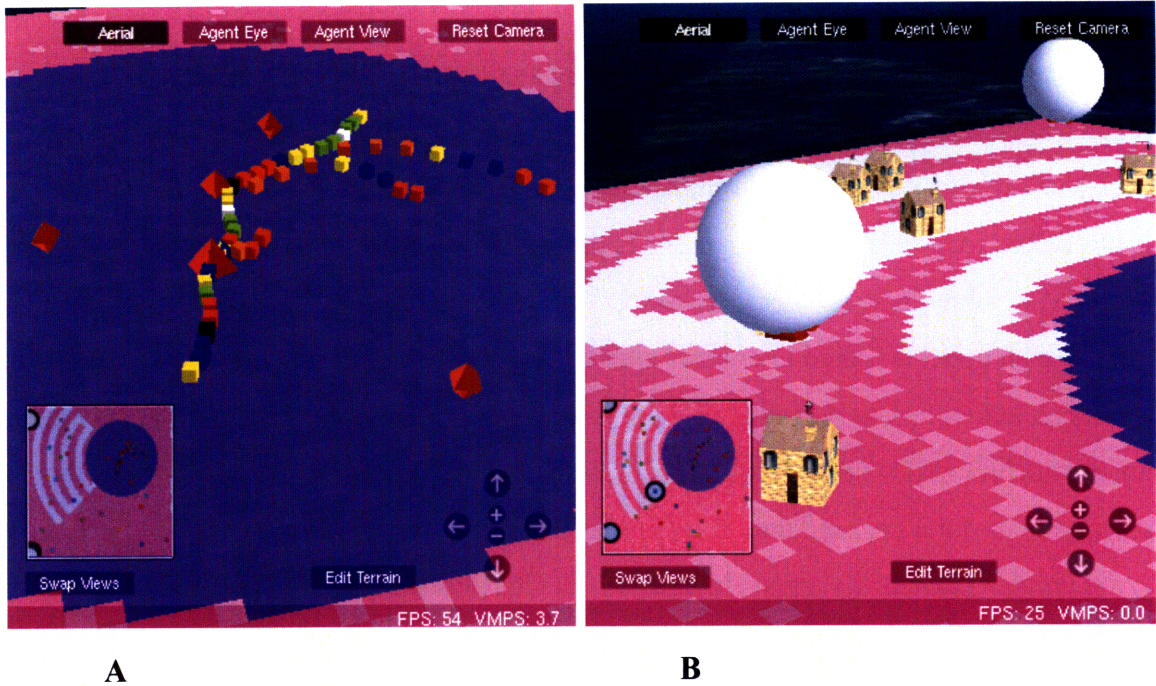 Aerial Agent Eye Agent View Reset Camera
Swap Views
Edit Terrain
FPS: 54 VMPS: 3.7
A
Aerial Agent Eye Agent View Reset Camera
Swap Views
Edit Terrain
FPS: 25 VMPS: 0.0
B